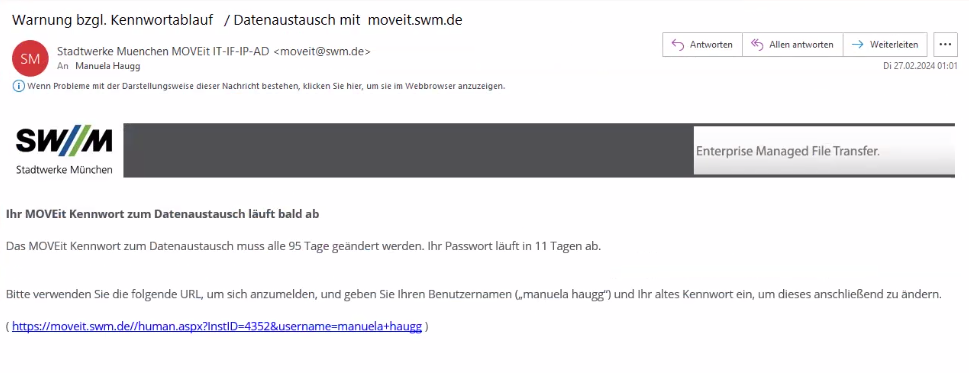 Warnung bzgl. Kennwortablauf / Datenaustausch mit moveit.swm.de
SM
Stadtwerke Muenchen MOVEit IT-IF-IP-AD <moveit@swm.de>
An Manuela Haugg
Antworten
Allen antworten
Weiterleiten
...
Di 27.02.2024 01:01
Wenn Probleme mit der Darstellungsweise dieser Nachricht bestehen, klicken Sie hier, um sie im Webbrowser anzuzeigen.
SWM
Stadtwerke München
Enterprise Managed File Transfer.
Ihr MOVEit Kennwort zum Datenaustausch läuft bald ab
Das MOVEit Kennwort zum Datenaustausch muss alle 95 Tage geändert werden. Ihr Passwort läuft in 11 Tagen ab.
Bitte verwenden Sie die folgende URL, um sich anzumelden, und geben Sie Ihren Benutzernamen („manuela haugg“) und Ihr altes Kennwort ein, um dieses anschließend zu ändern.
( https://moveit.swm.de//human.aspx?InstID=4352&username=manuela+haugg )